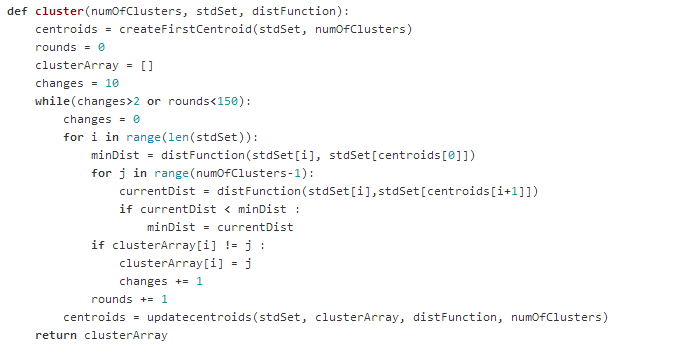 def cluster(numOfClusters, stdSet, distFunction):
    centroids = createFirstCentroid(stdSet, numOfClusters)
    rounds = 0
    clusterArray = []
    changes = 10
    while(changes>2 or rounds<150):
        changes = 0
        for i in range(len(stdSet)):
            minDist = distFunction(stdSet[i], stdSet[centroids[0]])
            for j in range(numOfClusters-1):
                currentDist = distFunction(stdSet[i],stdSet[centroids[i+1]])
                if currentDist < minDist :
                    minDist = currentDist
            if clusterArray[i] != j :
                clusterArray[i] = j
                changes += 1
            rounds += 1
        centroids = updatecentroids(stdSet, clusterArray, distFunction, numOfClusters)
    return clusterArray